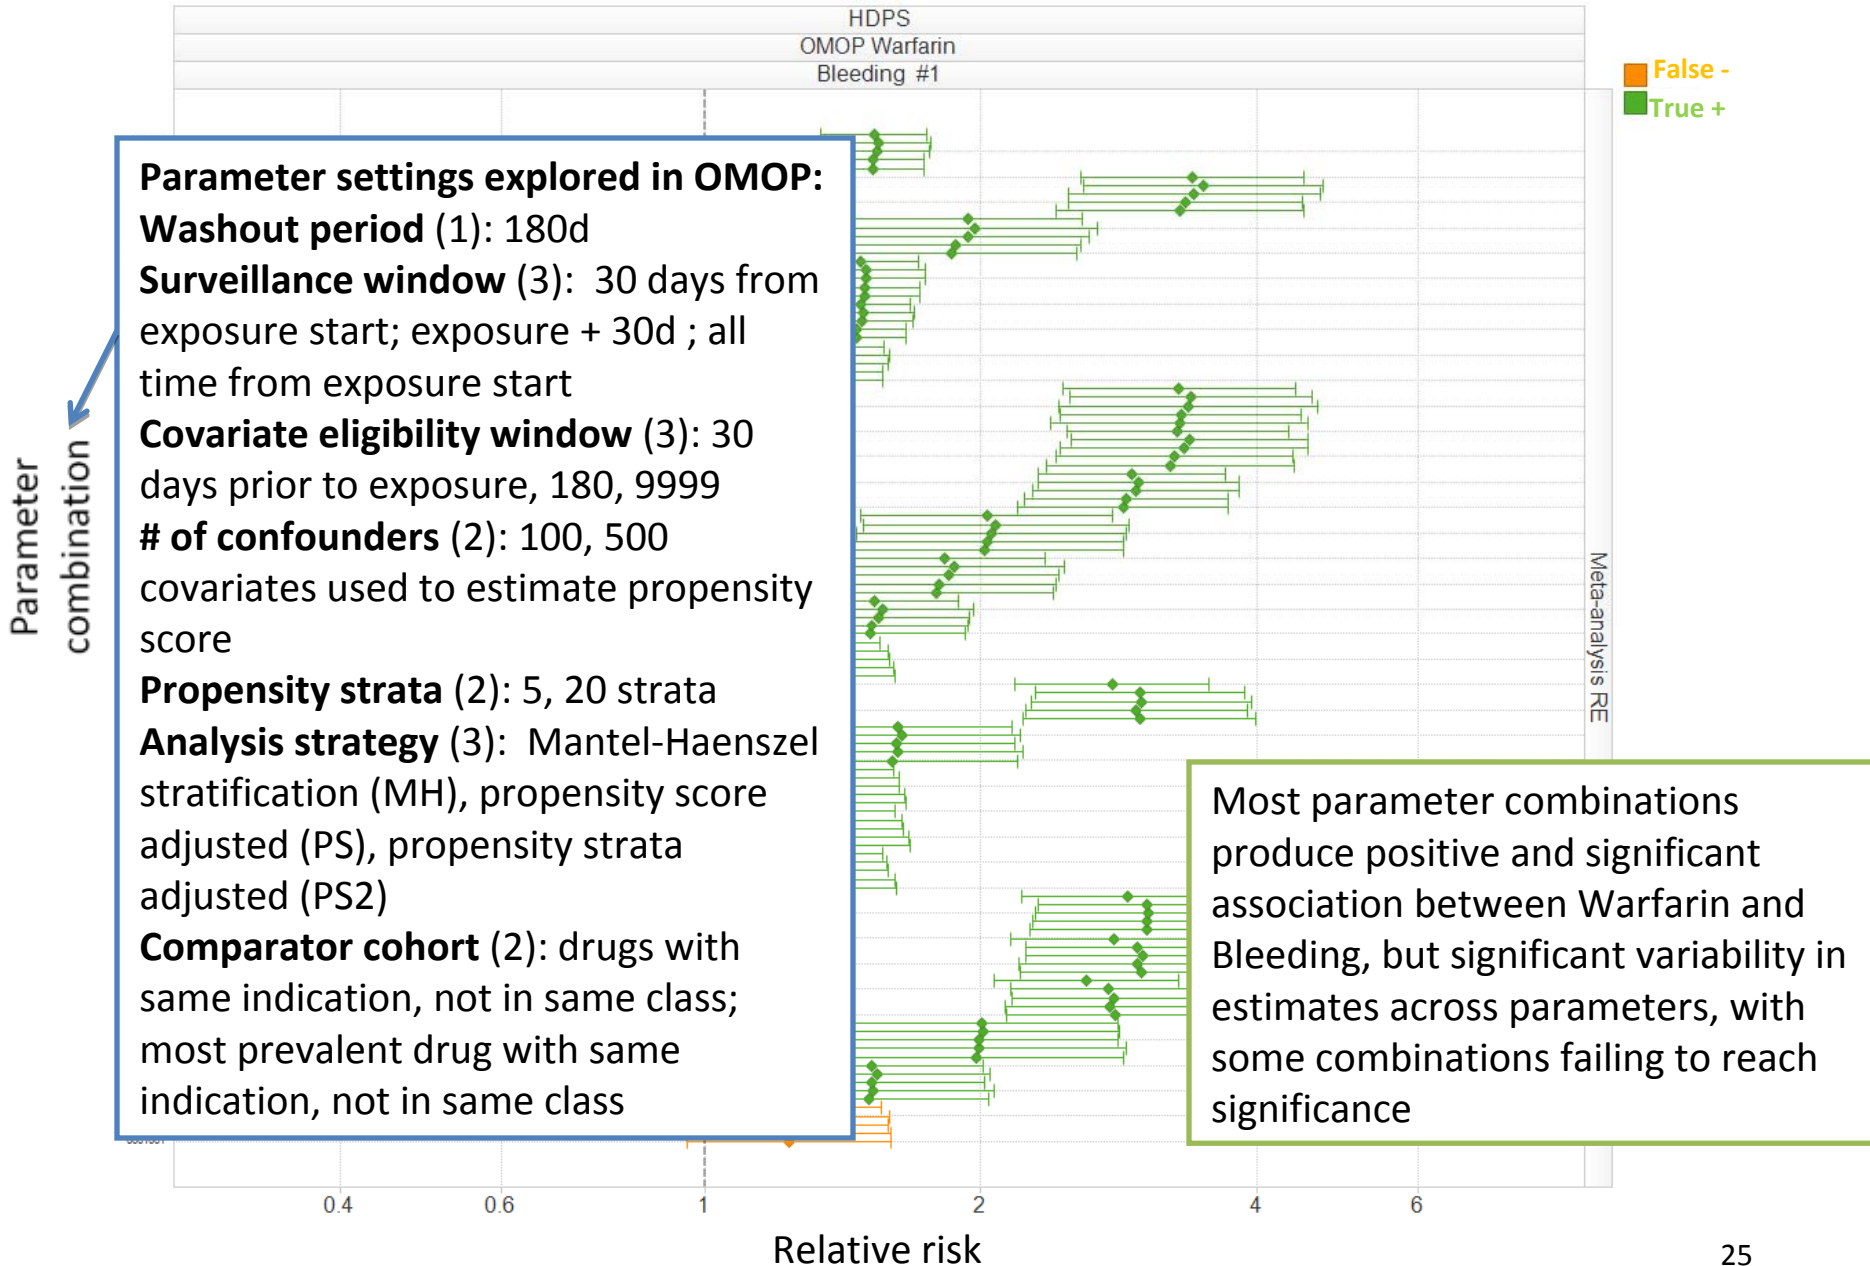 HDPS
OMOP Warfarin
Bleeding #1
False -
True +
Parameter settings explored in OMOP:
Washout period (1): 180d
Surveillance window (3): 30 days from
exposure start; exposure + 30d ; all
time from exposure start
Covariate eligibility window (3): 30
days prior to exposure, 180, 9999
# of confounders (2): 100, 500
covariates used to estimate propensity
score
Propensity strata (2): 5, 20 strata
Analysis strategy (3): Mantel-Haenszel
stratification (MH), propensity score
adjusted (PS), propensity strata
adjusted (PS2)
Comparator cohort (2): drugs with
same indication, not in same class;
most prevalent drug with same
indication, not in same class
Parameter
combination
Meta-analysis RE
Most parameter combinations
produce positive and significant
association between Warfarin and
Bleeding, but significant variability in
estimates across parameters, with
some combinations failing to reach
significance
0.4 0.6 1 2 4 6
Relative risk
25